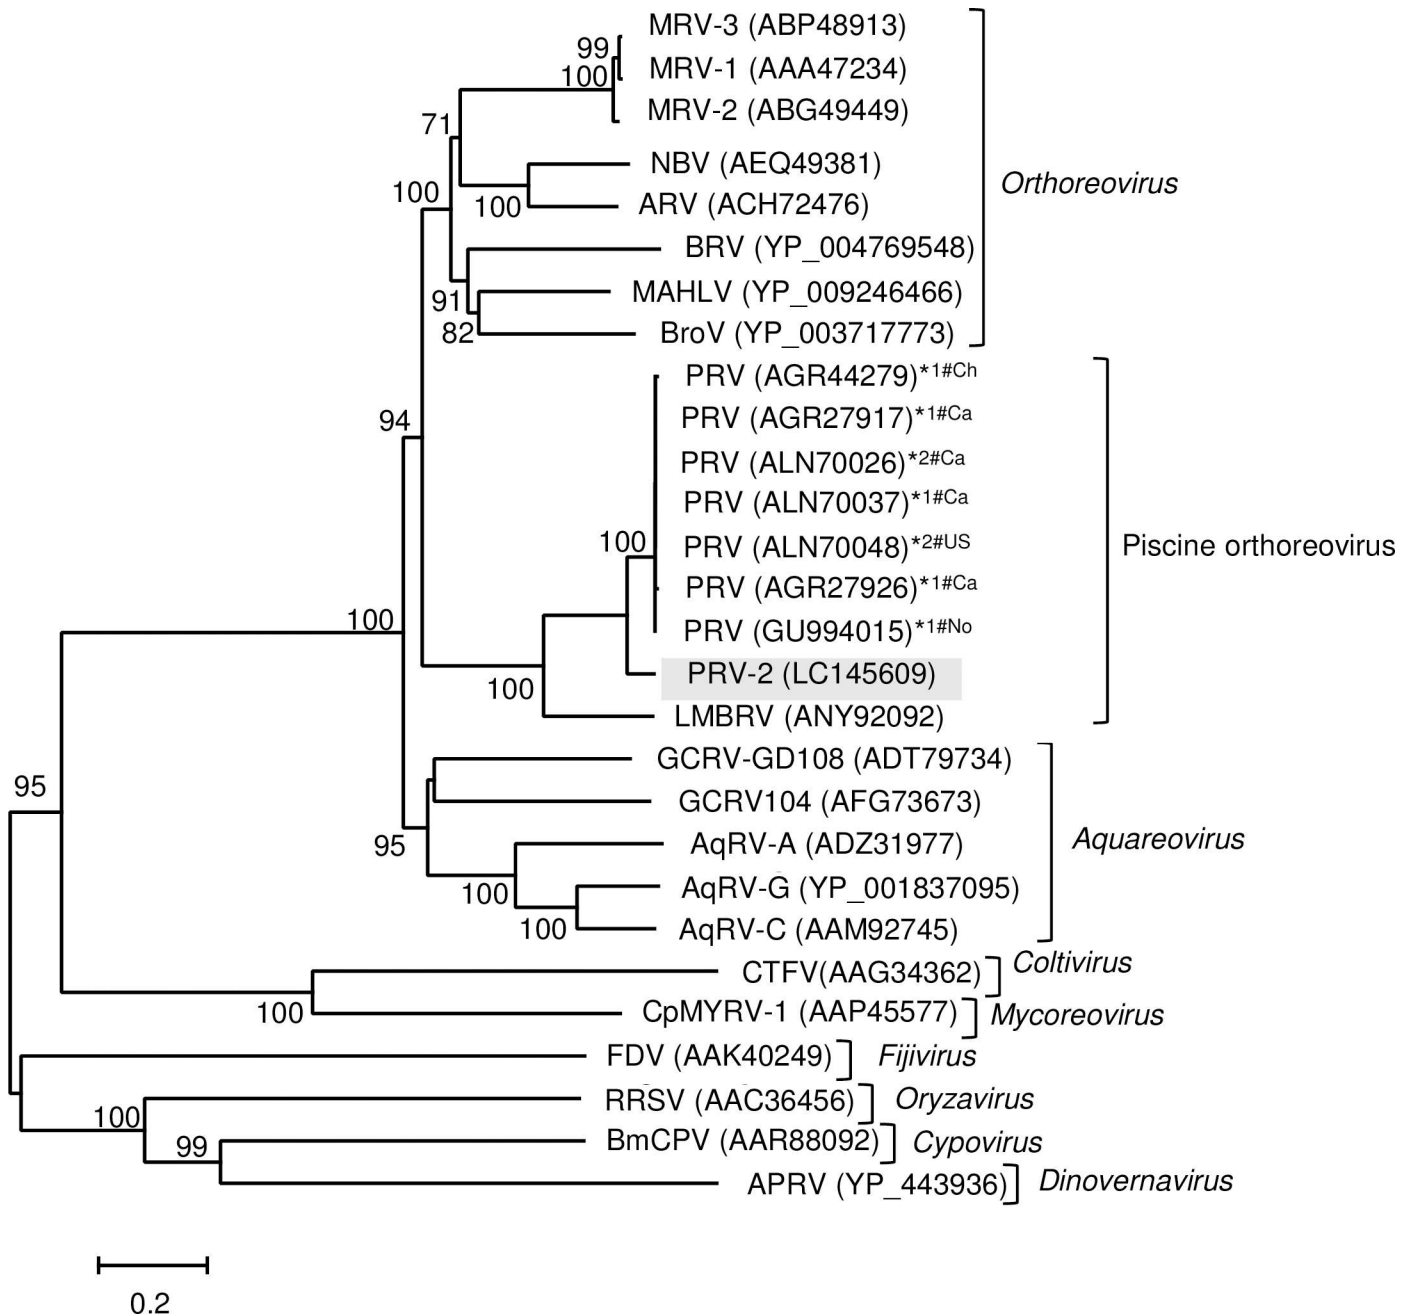 MRV-3 (ABP48913)
99
MRV-1 (AAA47234)
100
MRV-2 (ABG49449)
71
NBV (AEQ49381)
Orthoreovirus
100
ARV (ACH72476)
100
BRV (YP_004769548)
MAHLV (YP_009246466)
91
BroV (YP_003717773)
82
PRV (AGR44279)*1#Ch
PRV (AGR27917)*1#Ca
94
PRV (ALN70026)*2#Ca
PRV (ALN70037)*1#Ca
100
PRV (ALN70048)*2#US
Piscine orthoreovirus
PRV (AGR27926)*1#Ca
100
PRV (GU994015)*1#No
PRV-2 (LC145609)
100
LMBRV (ANY92092)
GCRV-GD108 (ADT79734)
95
GCRV104 (AFG73673)
95
AqRV-A (ADZ31977)
Aquareovirus
100
AqRV-G (YP_001837095)
100
AqRV-C (AAM92745)
CTFV(AAG34362)
Coltivirus
100
CpMYRV-1 (AAP45577)
Mycoreovirus
FDV (AAK40249)
Fijivirus
RRSV (AAC36456)
Oryzavirus
100
BmCPV (AAR88092)
Cypovirus
99
APRV (YP_443936)
Dinovernavirus
0.2